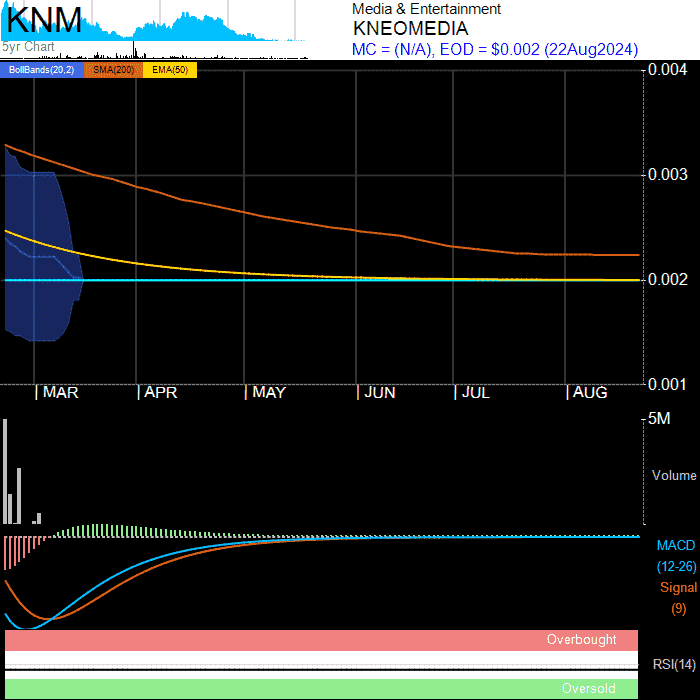 KNM
5yr Chart
Media & Entertainment
KNEOMEDIA
MC = (N/A), EOD = $0.002 (22Aug2024)
BollBands(20,2) SMA(200) EMA(50)
0.004
0.003
0.002
0.001
MAR APR MAY JUN JUL AUG
5M
Volume
MACD
(12-26)
Signal
(9)
Overbought
RSI(14)
Oversold